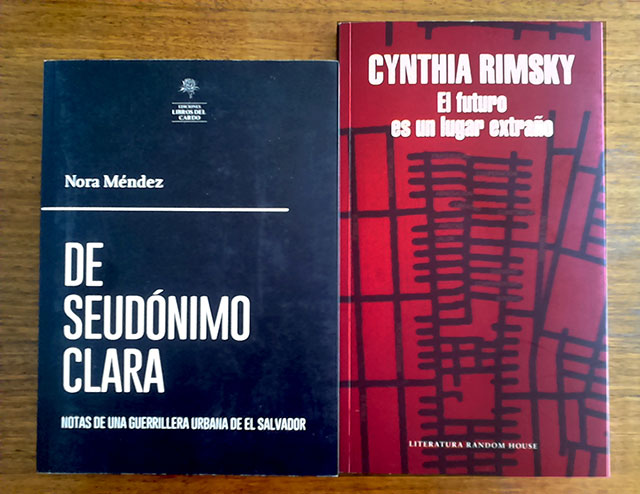 EDICIONES
LIBROS DEL
CARDO
Nora Méndez
DE
SEUDÓNIMO
CLARA
NOTAS DE UNA GUERRILLERA URBANA DE EL SALVADOR
CYNTHIA RIMSKY
El futuro
es un lugar extraño
LITERATURA RANDOM HOUSE